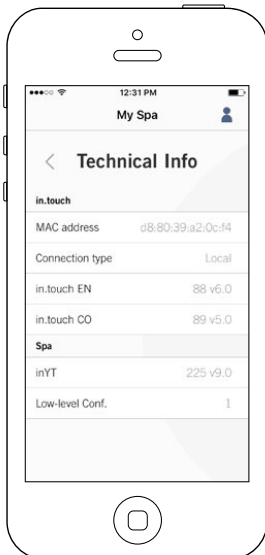 12:31 PM
My Spa
Technical Info
in.touch
MAC address d8:80:39:a2:0c:f4
Connection type Local
in.touch EN 88 v6.0
in.touch CO 89 v5.0
Spa
inYT 225 v9.0
Low-level Conf. 1